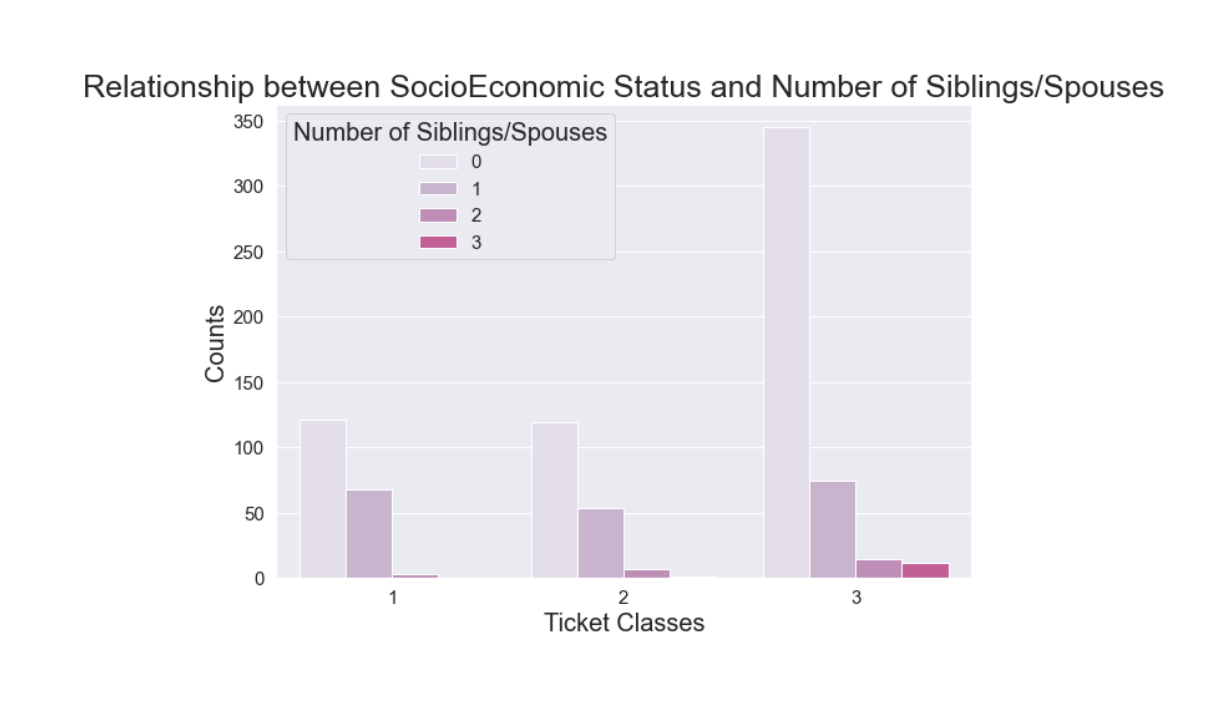 Relationship between SocioEconomic Status and Number of Siblings/Spouses
Number of Siblings/Spouses
0
1
2
3
350
300
250
200
150
100
50
0
Counts
1 2 3
Ticket Classes